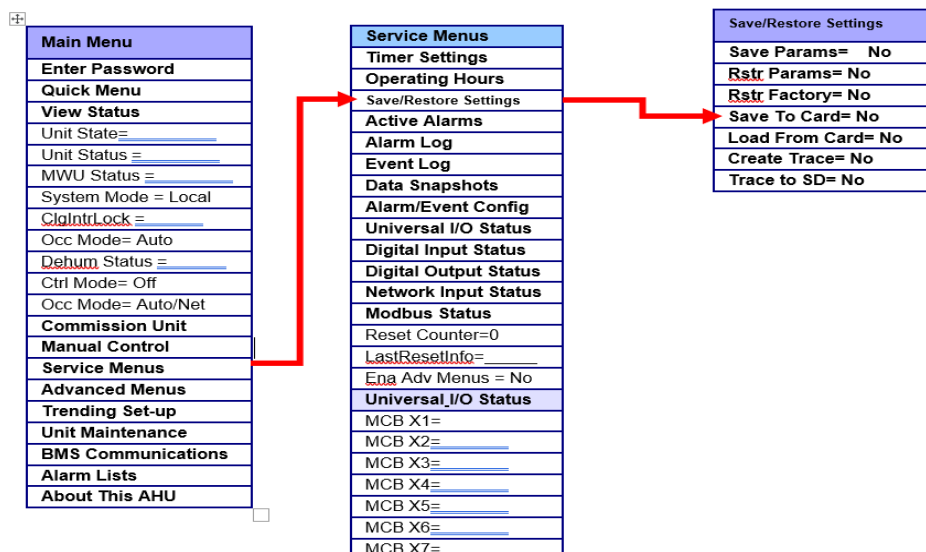 Main Menu
Enter Password
Quick Menu
View Status
Unit State=
Unit Status =
MWU Status =
System Mode = Local
ClgIntrLock =
Occ Mode= Auto
Dehum Status =
Ctrl Mode= Off
Occ Mode= Auto/Net
Commission Unit
Manual Control
Service Menus
Advanced Menus
Trending Set-up
Unit Maintenance
BMS Communications
Alarm Lists
About This AHU
Service Menus
Timer Settings
Operating Hours
Save/Restore Settings
Active Alarms
Alarm Log
Event Log
Data Snapshots
Alarm/Event Config
Universal I/O Status
Digital Input Status
Digital Output Status
Network Input Status
Modbus Status
Reset Counter=0
LastResetInfo=______
Ena Adv Menus = No
Universal I/O Status
MCB X1=
MCB X2=
MCB X3=
MCB X4=
MCB X5=
MCB X6=
MCB X7=
Save/Restore Settings
Save Params= No
Rstr Params= No
Rstr Factory= No
Save To Card= No
Load From Card= No
Create Trace= No
Trace to SD= No